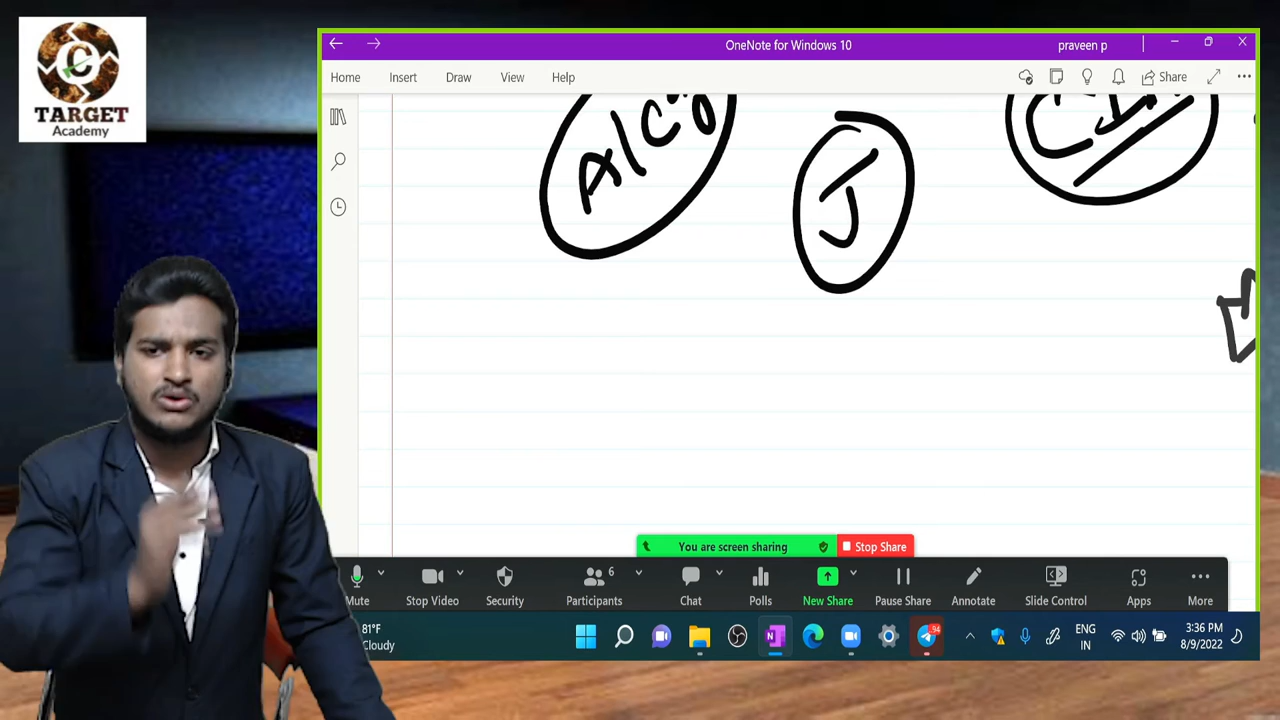 C
TARGET
Academy
OneNote for Windows 10
praveen p
Home Insert Draw View Help
Share
J
You are screen sharing
Stop Share
6
Mute Stop Video Security Participants Chat Polls New Share Pause Share Annotate Slide Control Apps More
81°F
Cloudy
94
ENG
IN
3:36 PM
8/9/2022